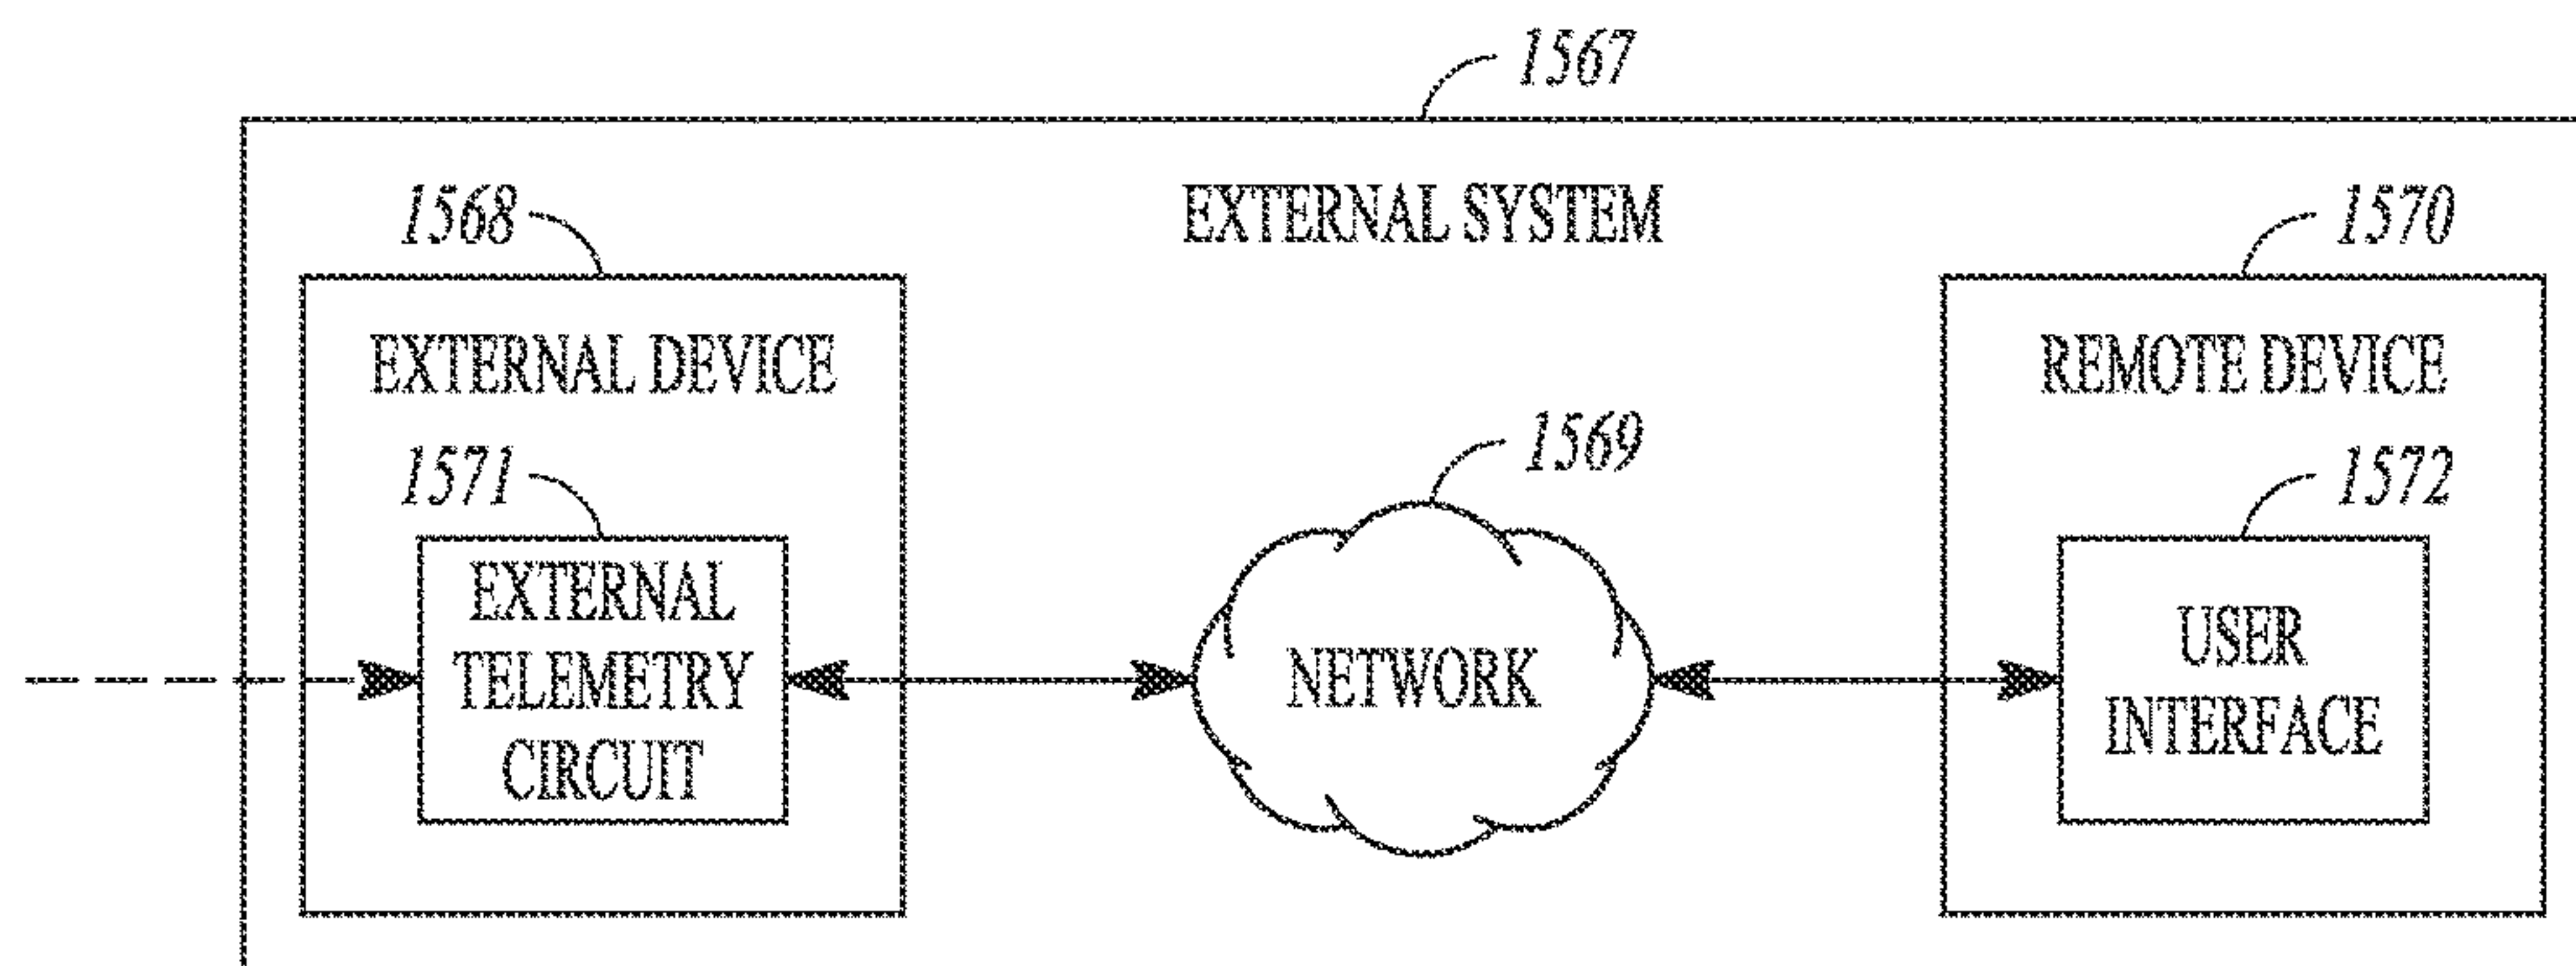 1567
EXTERNAL SYSTEM
1568
1570
EXTERNAL DEVICE
REMOTE DEVICE
1569
1571
1572
EXTERNAL
TELEMETRY
CIRCUIT
NETWORK
USER
INTERFACE